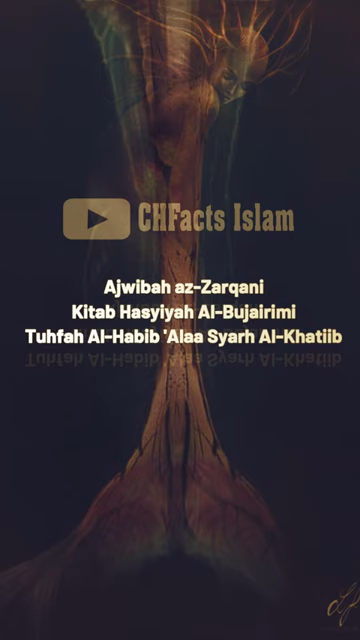 CHFacts Islam
Ajwibah az-Zarqani
Kitab Hasyiyah Al-Bujairimi
Tuhfah Al-Habib 'Alaa Syarh Al-Khatiib